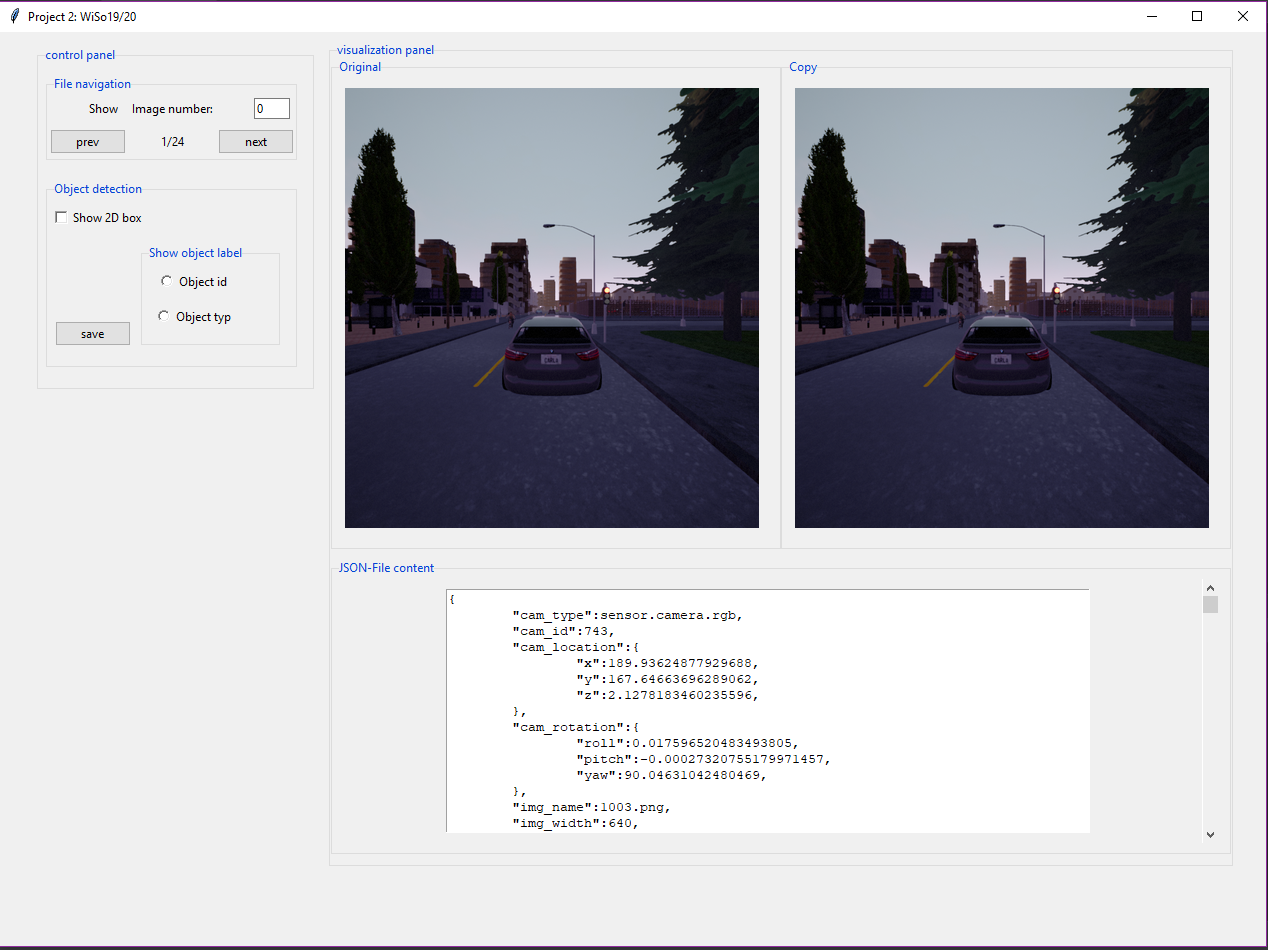 Project 2: WiSo19/20
control panel
File navigation
Show Image number: 0
prev 1/24 next
Object detection
Show 2D box
Show object label
Object id
Object typ
save
visualization panel
Original
CARLA
Copy
CARLA
JSON-File content
{
"cam_type":sensor.camera.rgb,
"cam_id":743,
"cam_location":{
"x":189.93624877929688,
"y":167.64663696289062,
"z":2.1278183460235596,
},
"cam_rotation":{
"roll":0.017596520483493805,
"pitch":-0.00027320755179971457,
"yaw":90.04631042480469,
},
"img_name":1003.png,
"img_width":640,